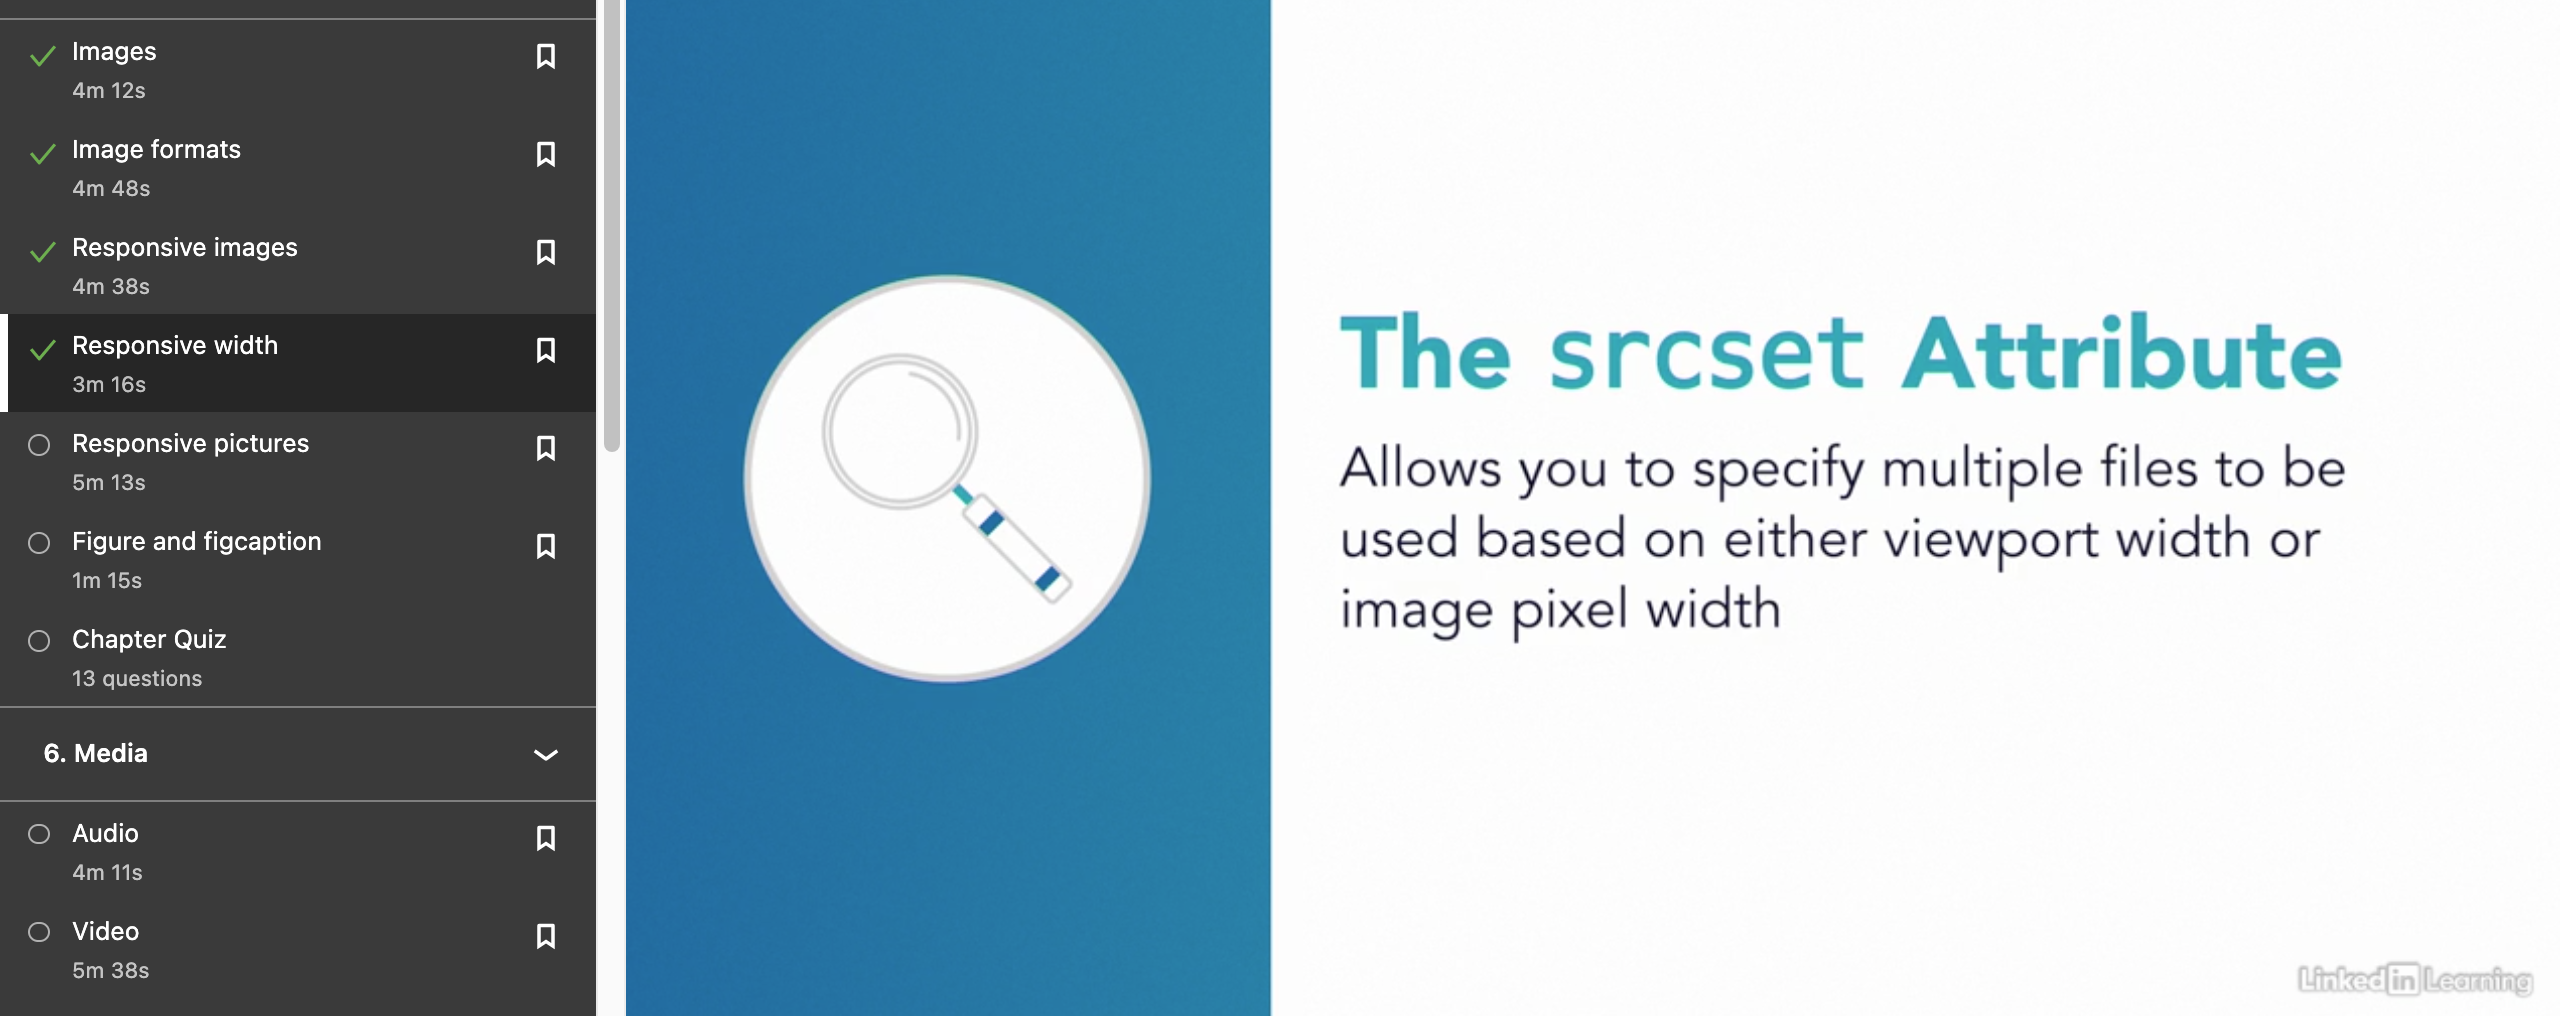 Images
4m 12s
Image formats
4m 48s
Responsive images
4m 38s
Responsive width
3m 16s
Responsive pictures
5m 13s
Figure and figcaption
1m 15s
Chapter Quiz
13 questions
6. Media
Audio
4m 11s
Video
5m 38s
The srcset Attribute
Allows you to specify multiple files to be
used based on either viewport width or
image pixel width
Linked in Learning